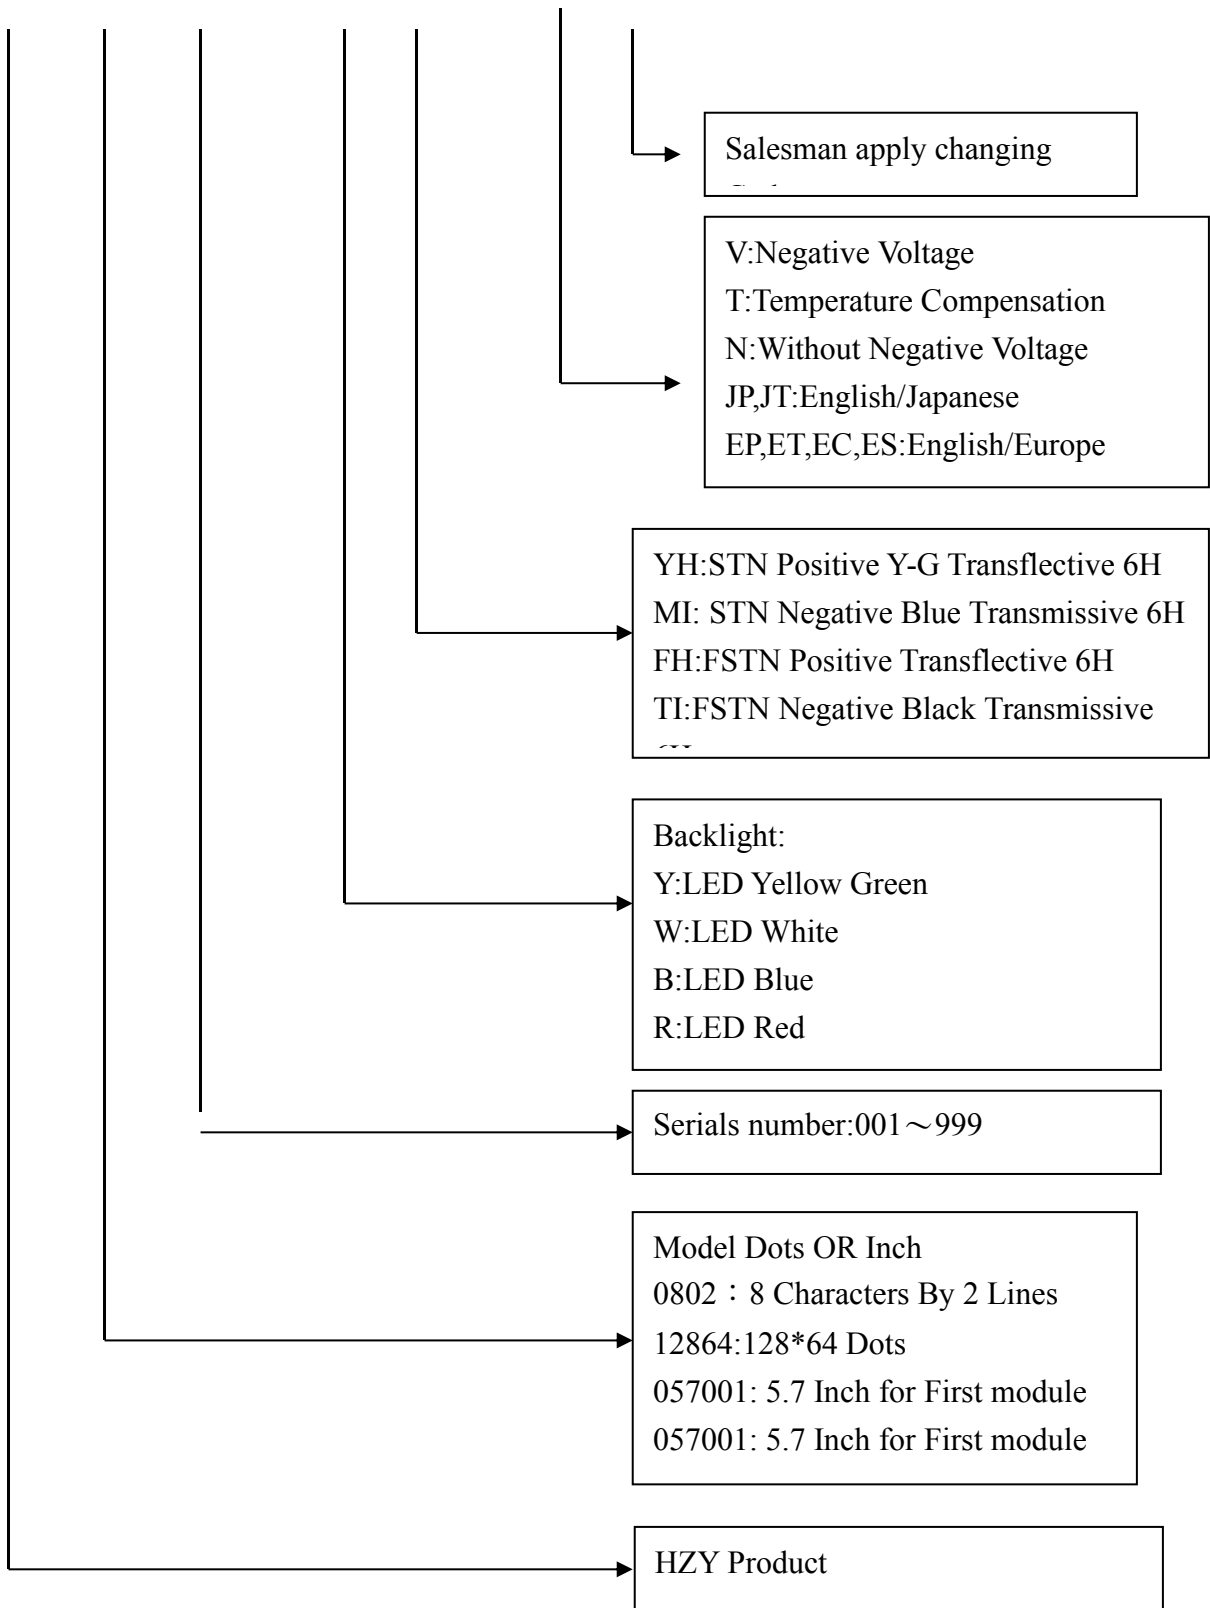 Salesman apply changing
V:Negative Voltage
T:Temperature Compensation
N:Without Negative Voltage
JP,JT:English/Japanese
EP,ET,EC,ES:English/Europe
YH:STN Positive Y-G Transflective 6H
MI: STN Negative Blue Transmissive 6H
FH:FSTN Positive Transflective 6H
TI:FSTN Negative Black Transmissive
Backlight:
Y:LED Yellow Green
W:LED White
B:LED Blue
R:LED Red
Serials number:001～999
Model Dots OR Inch
0802：8 Characters By 2 Lines
12864:128*64 Dots
057001: 5.7 Inch for First module
057001: 5.7 Inch for First module
HZY Product